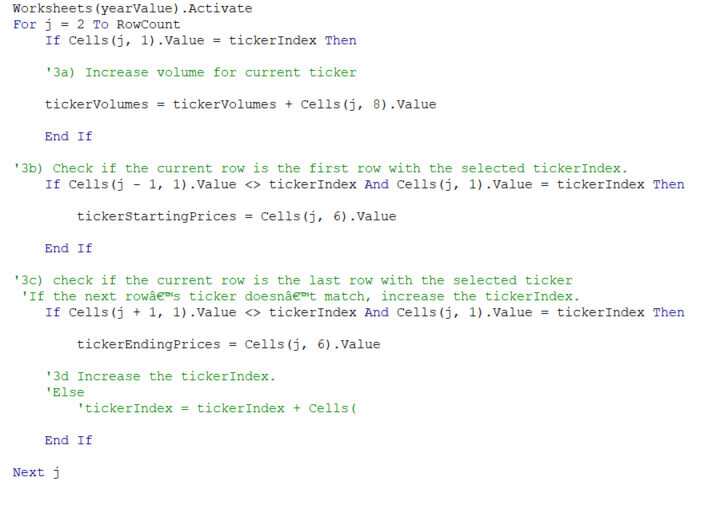 Worksheets(yearValue).Activate
For j = 2 To RowCount
If Cells(j, 1).Value = tickerIndex Then
'3a) Increase volume for current ticker
tickerVolumes = tickerVolumes + Cells(j, 8).Value
End If
'3b) Check if the current row is the first row with the selected tickerIndex.
If Cells(j - 1, 1).Value <> tickerIndex And Cells(j, 1).Value = tickerIndex Then
tickerStartingPrices = Cells(j, 6).Value
End If
'3c) check if the current row is the last row with the selected ticker
'If the next rowâ€™s ticker doesnâ€™t match, increase the tickerIndex.
If Cells(j + 1, 1).Value <> tickerIndex And Cells(j, 1).Value = tickerIndex Then
tickerEndingPrices = Cells(j, 6).Value
'3d Increase the tickerIndex.
'Else
'tickerIndex = tickerIndex + Cells(
End If
Next j